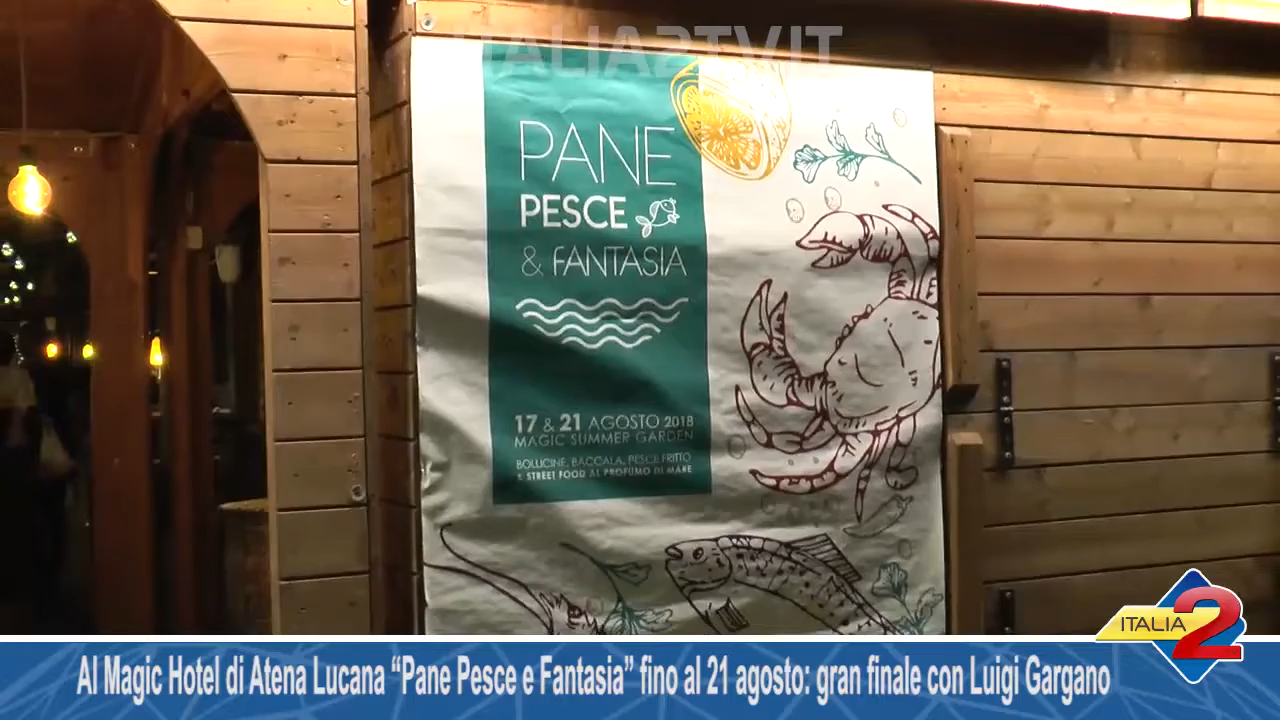 ITALIA2TV.IT
PANE
PESCE
& FANTASIA
17 & 21 AGOSTO 2018
MAGIC SUMMER GARDEN
BOLLICINE, BACCALA, PESCE FRITTO
E STREET FOOD AL PROFUMO DI MARE
ITALIA 2
Al Magic Hotel di Atena Lucana “Pane Pesce e Fantasia” fino al 21 agosto: gran finale con Luigi Gargano